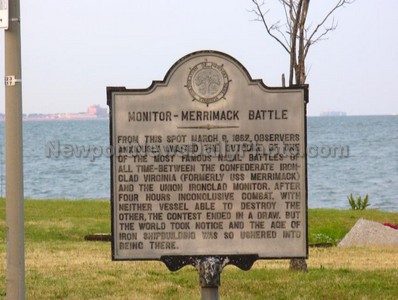 MONITOR-MERRIMACK BATTLE
FROM THIS SPOT MARCH 9, 1862, OBSERVERS
OF THE MOST FAMOUS NAVAL BATTLES OF
ALL TIME-BETWEEN THE CONFEDERATE IRON-
CLAD VIRGINIA (FORMERLY USS MERRIMACK)
AND THE UNION IRONCLAD MONITOR. AFTER
FOUR HOURS INCONCLUSIVE COMBAT, WITH
NEITHER VESSEL ABLE TO DESTROY THE
OTHER, THE CONTEST ENDED IN A DRAW. BUT
THE WORLD TOOK NOTICE AND THE AGE OF
IRON SHIPBUILDING WAS SO USHERED INTO
BEING THERE.